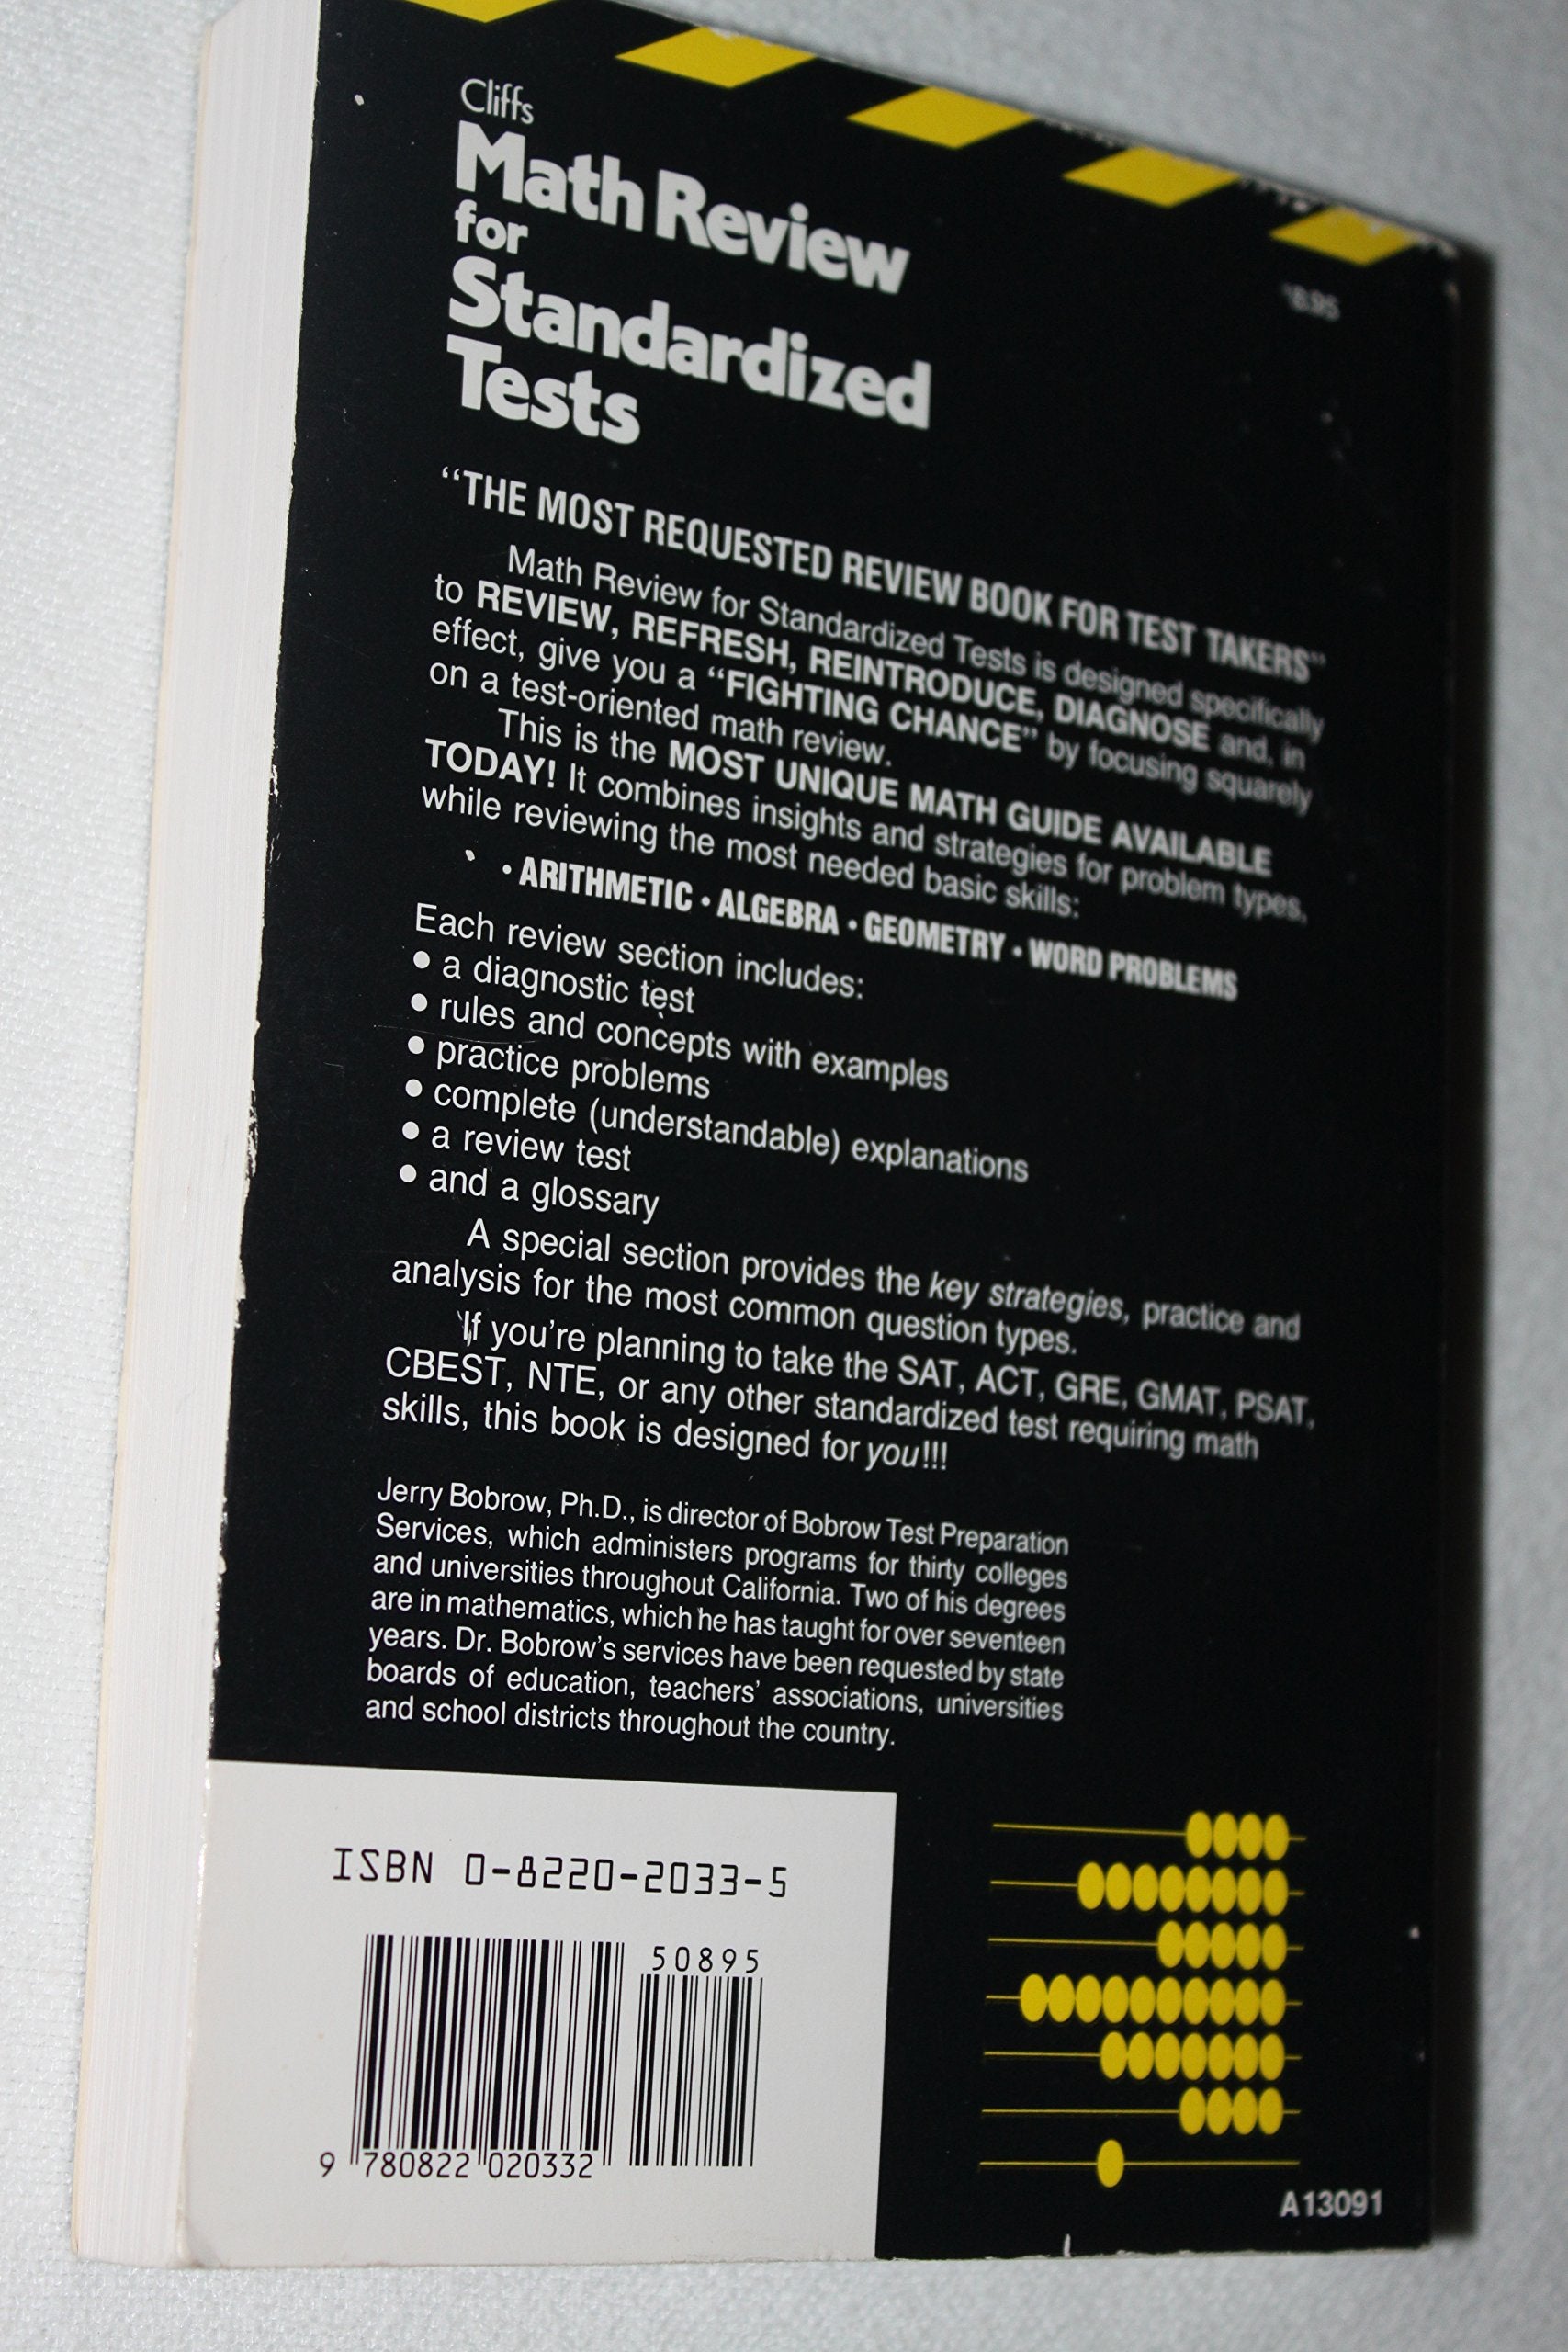 Cliffs
Math Review
for
Standardized
Tests
$8.95
“THE MOST REQUESTED REVIEW BOOK FOR TEST TAKERS”
Math Review for Standardized Tests is designed specifically
to REVIEW, REFRESH, REINTRODUCE, DIAGNOSE and, in
effect, give you a “FIGHTING CHANCE” by focusing squarely
on a test-oriented math review.
This is the MOST UNIQUE MATH GUIDE AVAILABLE
TODAY! It combines insights and strategies for problem types,
while reviewing the most needed basic skills:
• ARITHMETIC • ALGEBRA • GEOMETRY • WORD PROBLEMS
Each review section includes:
• a diagnostic test
• rules and concepts with examples
• practice problems
• complete (understandable) explanations
• a review test
• and a glossary
A special section provides the key strategies, practice and
analysis for the most common question types.
If you’re planning to take the SAT, ACT, GRE, GMAT, PSAT,
CBEST, NTE, or any other standardized test requiring math
skills, this book is designed for you!!!
Jerry Bobrow, Ph.D., is director of Bobrow Test Preparation
Services, which administers programs for thirty colleges
and universities throughout California. Two of his degrees
are in mathematics, which he has taught for over seventeen
years. Dr. Bobrow’s services have been requested by state
boards of education, teachers’ associations, universities
and school districts throughout the country.
ISBN 0-8220-2033-5
50895
9 780822 020332
A13091